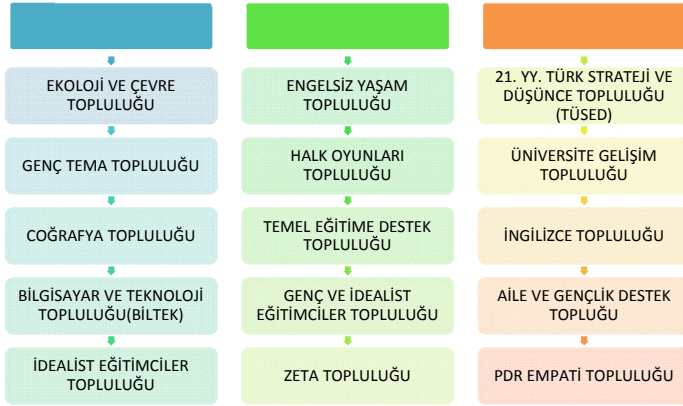 EKOLOJİ VE ÇEVRE
TOPLULUĞU
GENÇ TEMA TOPLULUĞU
COĞRAFYA TOPLULUĞU
BİLGİSAYAR VE TEKNOLOJİ
TOPLULUĞU(BİLTEK)
İDEALİST EĞİTİMCİLER
TOPLULUĞU
ENGELSİZ YAŞAM
TOPLULUĞU
HALK OYUNLARI
TOPLULUĞU
TEMEL EĞİTİME DESTEK
TOPLULUĞU
GENÇ VE İDEALİST
EĞİTİMCİLER TOPLULUĞU
ZETA TOPLULUĞU
21. YY. TÜRK STRATEJİ VE
DÜŞÜNCE TOPLULUĞU
(TÜSED)
ÜNİVERSİTE GELİŞİM
TOPLULUĞU
İNGİLİZCE TOPLULUĞU
AİLE VE GENÇLİK DESTEK
TOPLUĞU
PDR EMPATİ TOPLULUĞU